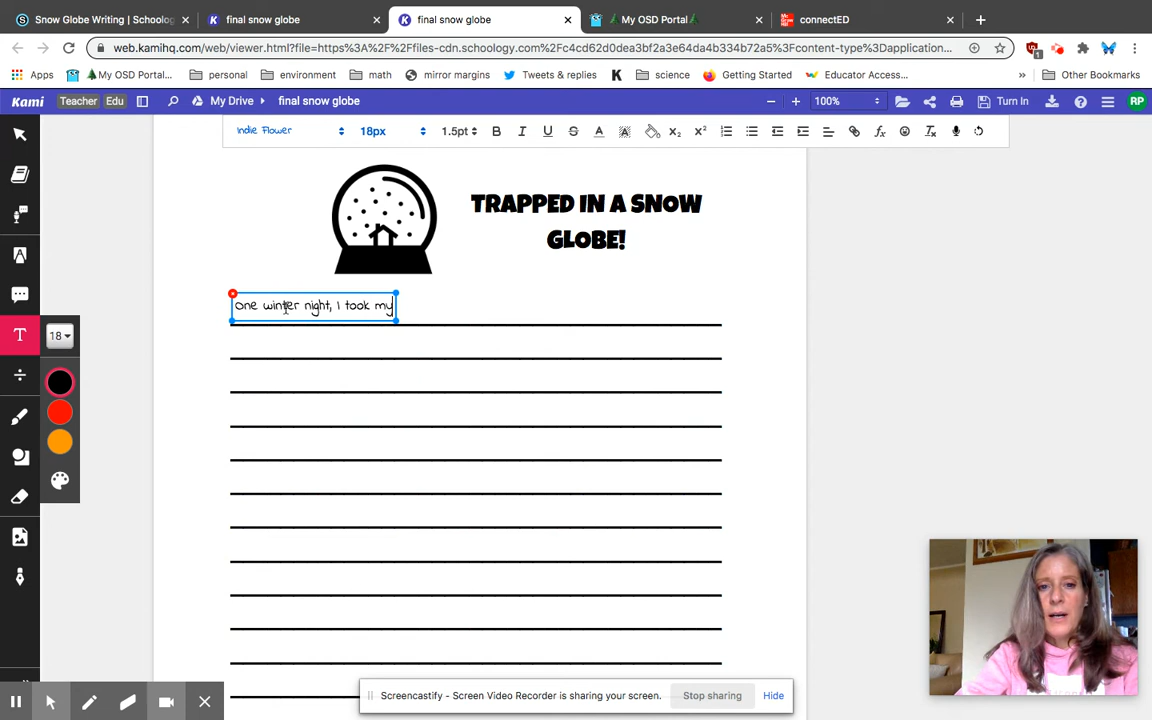 Snow Globe Writing | Schoolog
final snow globe
final snow globe
My OSD Portal
connectED
web.kamihq.com/web/viewer.html?file=https%3A%2F%2Ffiles-cdn.schoology.com%2Fc4cd62d0dea3bf2a3e64da4b334b72a5%3Fcontent-type%3Dapplication...
Apps
My OSD Portal...
personal
environment
math
mirror margins
Tweets & replies
K
science
Getting Started
Educator Access...
»
Other Bookmarks
Kami
Teacher
Edu
My Drive
final snow globe
100%
Turn In
RP
Indie Flower
18px
1.5pt
B
I
U
S
A
TRAPPED IN A SNOW
GLOBE!
One winter night, I took my
18
Screencastify - Screen Video Recorder is sharing your screen.
Stop sharing
Hide